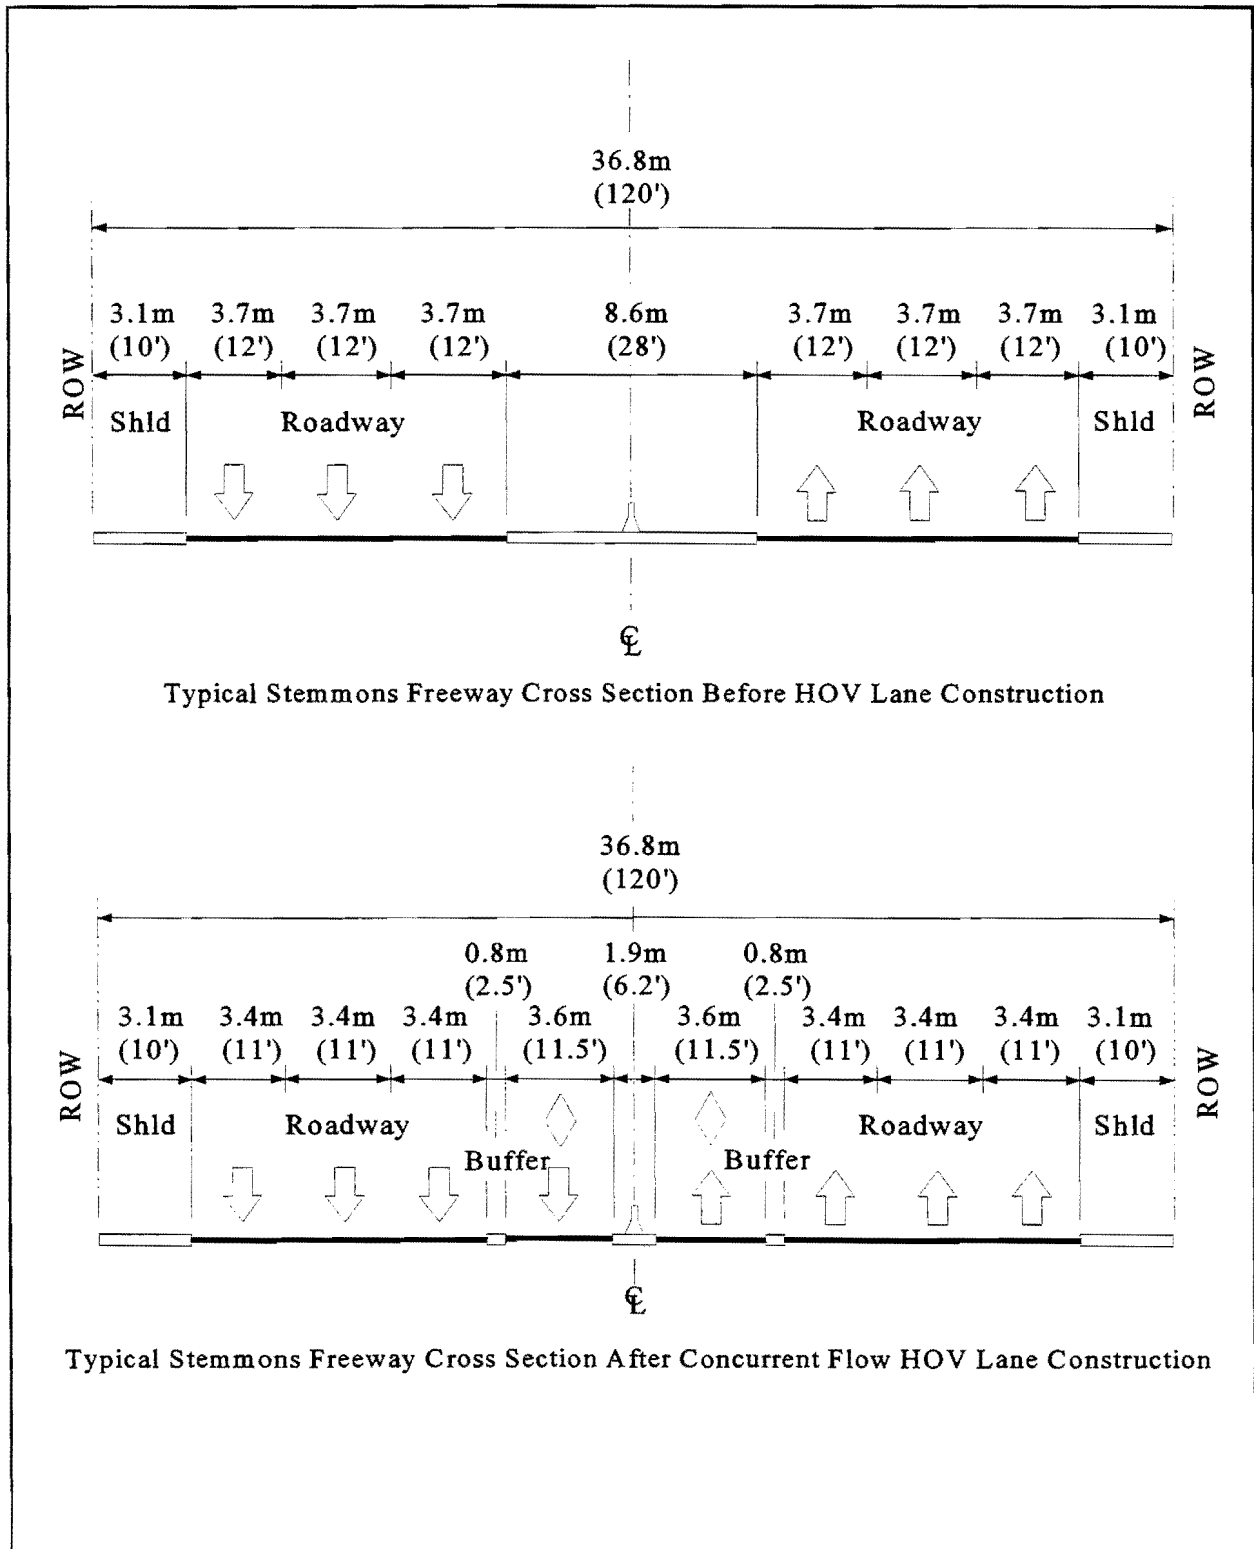 36.8m
(120')
3.1m 3.7m 3.7m 3.7m 8.6m 3.7m 3.7m 3.7m 3.1m
(10') (12') (12') (12') (28') (12') (12') (12') (10')
ROW
ROW
Shld Roadway Roadway Shld
℄
Typical Stemmons Freeway Cross Section Before HOV Lane Construction
36.8m
(120')
0.8m 1.9m 0.8m
(2.5') (6.2') (2.5')
3.1m 3.4m 3.4m 3.4m 3.6m 3.6m 3.4m 3.4m 3.4m 3.1m
(10') (11') (11') (11') (11.5') (11.5') (11') (11') (11') (10')
ROW
ROW
Shld Roadway Roadway Shld
Buffer Buffer
℄
Typical Stemmons Freeway Cross Section After Concurrent Flow HOV Lane Construction